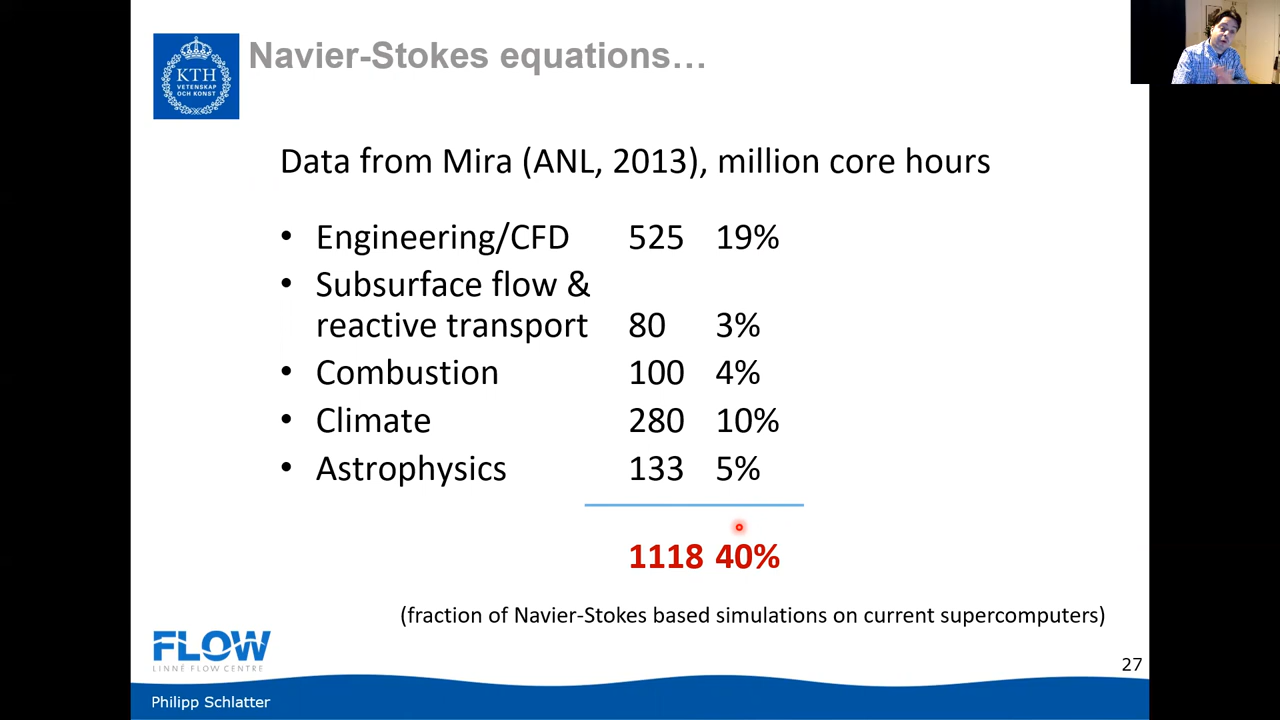 Navier-Stokes equations…
KTH
VETENSKAP
OCH KONST
Data from Mira (ANL, 2013), million core hours
• Engineering/CFD 525 19%
• Subsurface flow &
reactive transport 80 3%
• Combustion 100 4%
• Climate 280 10%
• Astrophysics 133 5%
1118 40%
(fraction of Navier-Stokes based simulations on current supercomputers)
FLOW
LINNÉ FLOW CENTRE
27
Philipp Schlatter